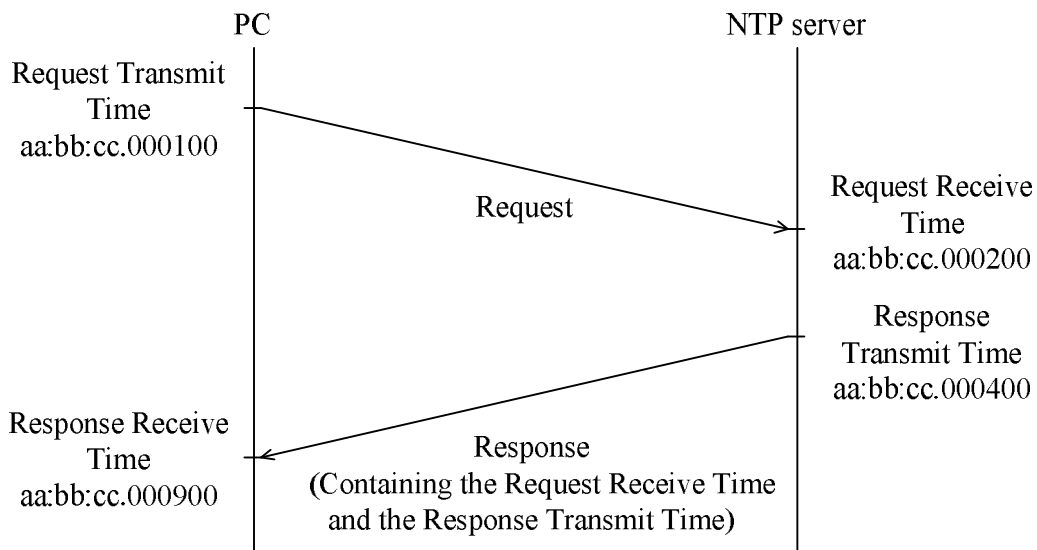 PC
NTP server
Request Transmit
Time
aa:bb:cc.000100
Request
Request Receive
Time
aa:bb:cc.000200
Response
Transmit Time
aa:bb:cc.000400
Response Receive
Time
aa:bb:cc.000900
Response
(Containing the Request Receive Time
and the Response Transmit Time)